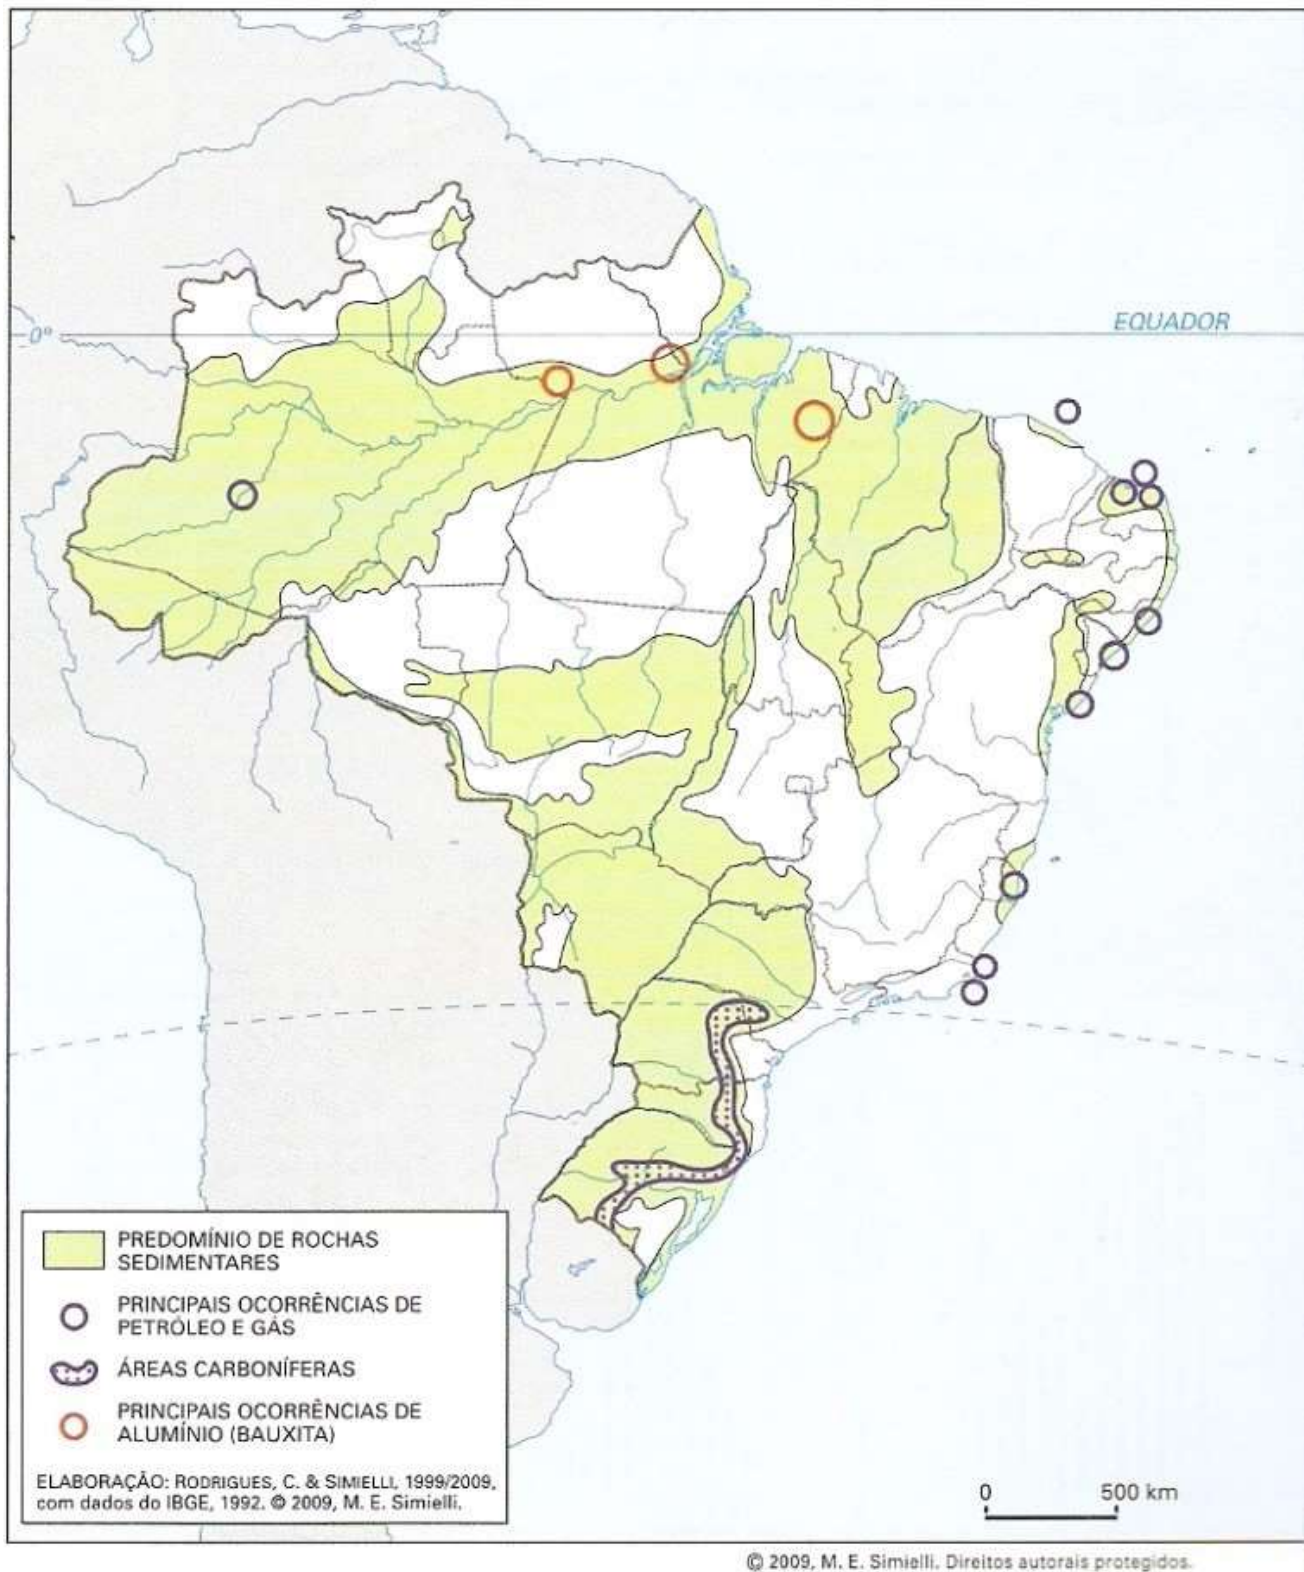 EQUADOR
0°
PREDOMÍNIO DE ROCHAS
SEDIMENTARES
PRINCIPAIS OCORRÊNCIAS DE
PETRÓLEO E GÁS
ÁREAS CARBONÍFERAS
PRINCIPAIS OCORRÊNCIAS DE
ALUMÍNIO (BAUXITA)
ELABORAÇÃO: RODRIGUES, C. & SIMIELLI, 1999/2009,
com dados do IBGE, 1992. © 2009, M. E. Simielli.
0 500 km
© 2009, M. E. Simielli. Direitos autorais protegidos.